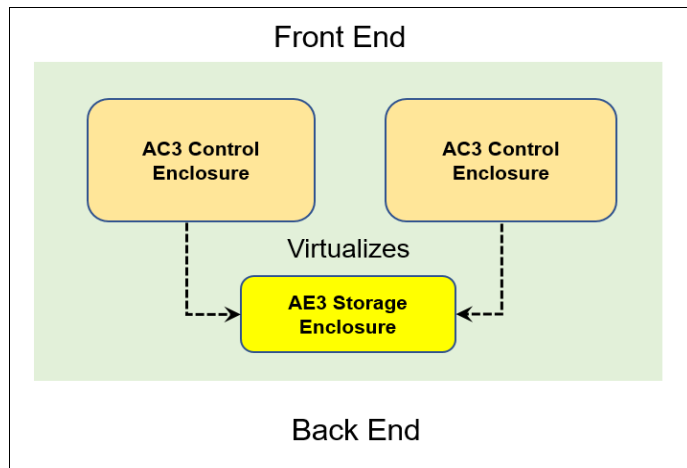 Front End
AC3 Control
Enclosure
AC3 Control
Enclosure
Virtualizes
AE3 Storage
Enclosure
Back End